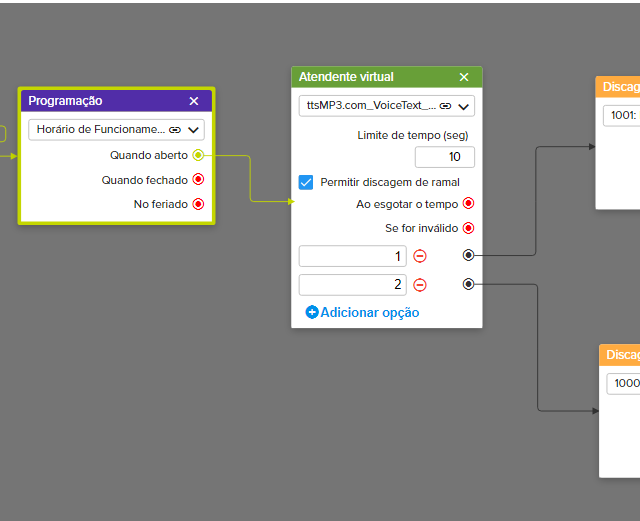 Programação
Horário de Funcioname...
Quando aberto
Quando fechado
No feriado
Atendente virtual
ttsMP3.com_VoiceText_...
Limite de tempo (seg)
10
Permitir discagem de ramal
Ao esgotar o tempo
Se for inválido
1
2
Adicionar opção
Discag
1001:
Discag
1000